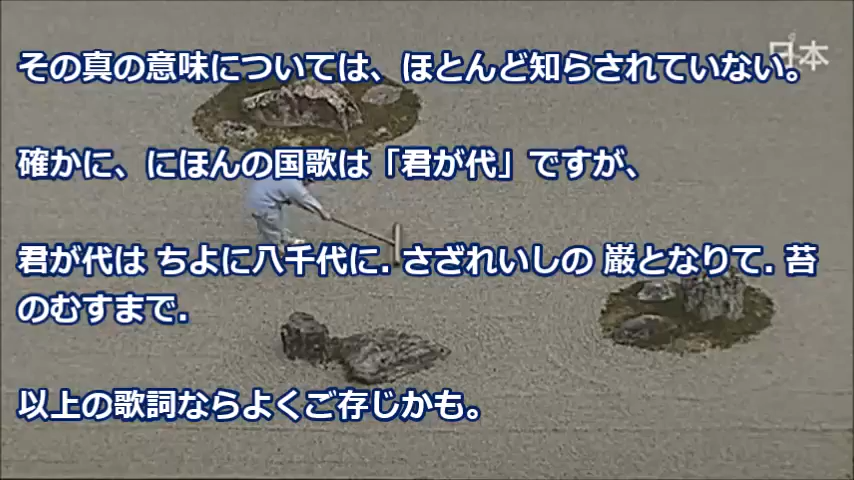 日本
その真の意味については、ほとんど知らされていない。
確かに、にほんの国歌は「君が代」ですが、
君が代は ちよに八千代に. さざれいしの 巌となりて. 苔
のむすまで.
以上の歌詞ならよくご存じかも。